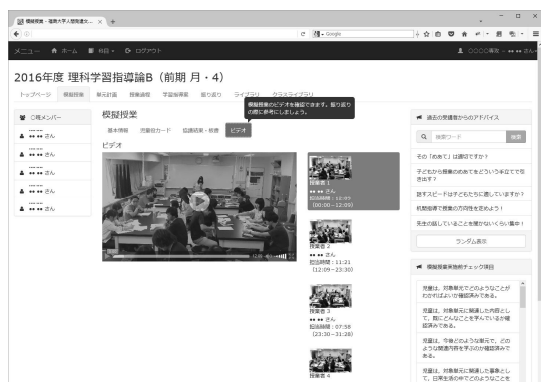 模擬授業 - 福島大学人間発達文... × +
Google
メニュー ホーム 科目 ログアウト
2016年度 理科学習指導論B（前期 月・4）
トップページ 模擬授業 単元計画 授業過程 学習指導案 振り返り ライブラリ クラスライブラリ
模擬授業のビデオを確認できます。振り返りの際に参考にしましょう。
○班メンバー
●● ●● さん
●● ●● さん
●● ●● さん
●● ●● さん
模擬授業
基本情報 児童役カード 協議結果・板書 ビデオ
ビデオ
授業者 1
●● ●● さん
担当時間：12:09
(00:00～12:09)
授業者 2
●● ●● さん
担当時間：11:21
(12:09～23:30)
授業者 3
●● ●● さん
担当時間：07:58
(23:30～31:28)
授業者 4
過去の受講者からのアドバイス
検索ワード 検索
その「めあて」は適切ですか？
子どもから授業のめあてをどういう手立てで引き出す？
話すスピードは子どもたちに適していますか？
机間指導で授業の方向性を定めよう！
先生の話していることを聞かないくらい集中！
ランダム表示
模擬授業実施前チェック項目
児童は、対象単元でどのようなことがわかればよいか確認済みである。
児童は、対象単元に関連した内容として、既にどんなことを学んでいるか確認済みである。
児童は、今後どのような単元で、どのような関連内容を学ぶのか確認済みである。
児童は、対象単元に関連した事象として、日常生活の中でどのようなことを